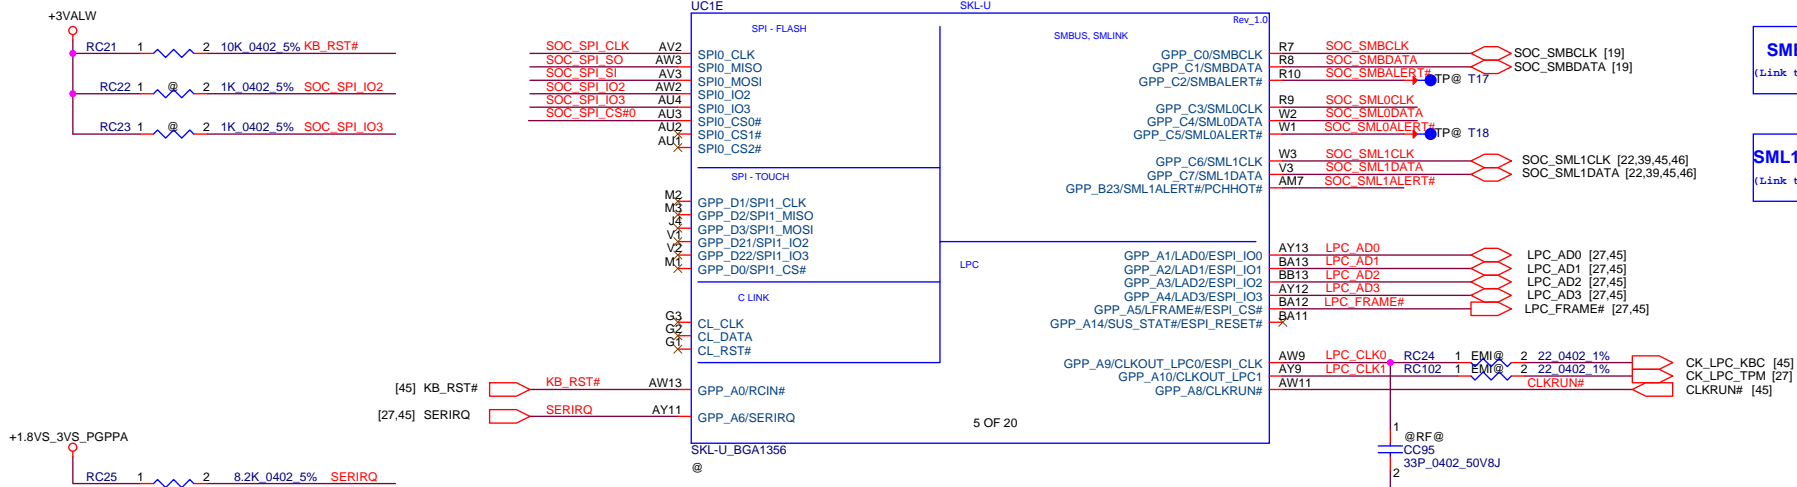 +3VALW
RC21 1 2 10K_0402_5% KB_RST#
RC22 1 @ 2 1K_0402_5% SOC_SPI_IO2
RC23 1 @ 2 1K_0402_5% SOC_SPI_IO3
+1.8VS_3VS_PGPPA
RC25 1 2 8.2K_0402_5% SERIRQ
UC1E
SKL-U
Rev_1.0
SPI - FLASH
SMBUS, SMLINK
SOC_SPI_CLK AV2 SPI0_CLK
SOC_SPI_SO AW3 SPI0_MISO
SOC_SPI_SI AV3 SPI0_MOSI
SOC_SPI_IO2 AW2 SPI0_IO2
SOC_SPI_IO3 AU4 SPI0_IO3
SOC_SPI_CS#0 AU3 SPI0_CS0#
AU2 SPI0_CS1#
AU1 SPI0_CS2#
SPI - TOUCH
M2 GPP_D1/SPI1_CLK
M3 GPP_D2/SPI1_MISO
J4 GPP_D3/SPI1_MOSI
V1 GPP_D21/SPI1_IO2
V2 GPP_D22/SPI1_IO3
M1 GPP_D0/SPI1_CS#
C LINK
G3 CL_CLK
G2 CL_DATA
G1 CL_RST#
[45] KB_RST# KB_RST# AW13 GPP_A0/RCIN#
[27,45] SERIRQ SERIRQ AY11 GPP_A6/SERIRQ
GPP_C0/SMBCLK R7 SOC_SMBCLK SOC_SMBCLK [19]
GPP_C1/SMBDATA R8 SOC_SMBDATA SOC_SMBDATA [19]
GPP_C2/SMBALERT# R10 SOC_SMBALERT# TP@ T17
GPP_C3/SML0CLK R9 SOC_SML0CLK
GPP_C4/SML0DATA W2 SOC_SML0DATA
GPP_C5/SML0ALERT# W1 SOC_SML0ALERT# TP@ T18
GPP_C6/SML1CLK W3 SOC_SML1CLK SOC_SML1CLK [22,39,45,46]
GPP_C7/SML1DATA V3 SOC_SML1DATA SOC_SML1DATA [22,39,45,46]
GPP_B23/SML1ALERT#/PCHHOT# AM7 SOC_SML1ALERT#
LPC
GPP_A1/LAD0/ESPI_IO0 AY13 LPC_AD0 LPC_AD0 [27,45]
GPP_A2/LAD1/ESPI_IO1 BA13 LPC_AD1 LPC_AD1 [27,45]
GPP_A3/LAD2/ESPI_IO2 BB13 LPC_AD2 LPC_AD2 [27,45]
GPP_A4/LAD3/ESPI_IO3 AY12 LPC_AD3 LPC_AD3 [27,45]
GPP_A5/LFRAME#/ESPI_CS# BA12 LPC_FRAME# LPC_FRAME# [27,45]
GPP_A14/SUS_STAT#/ESPI_RESET# BA11
GPP_A9/CLKOUT_LPC0/ESPI_CLK AW9 LPC_CLK0 RC24 1 EMI@ 2 22_0402_1% CK_LPC_KBC [45]
GPP_A10/CLKOUT_LPC1 AY9 LPC_CLK1 RC102 1 EMI@ 2 22_0402_1% CK_LPC_TPM [27]
GPP_A8/CLKRUN# AW11 CLKRUN# CLKRUN# [45]
5 OF 20
SKL-U_BGA1356
@
1
@RF@
CC95
33P_0402_50V8J
2
SML1
(Link t